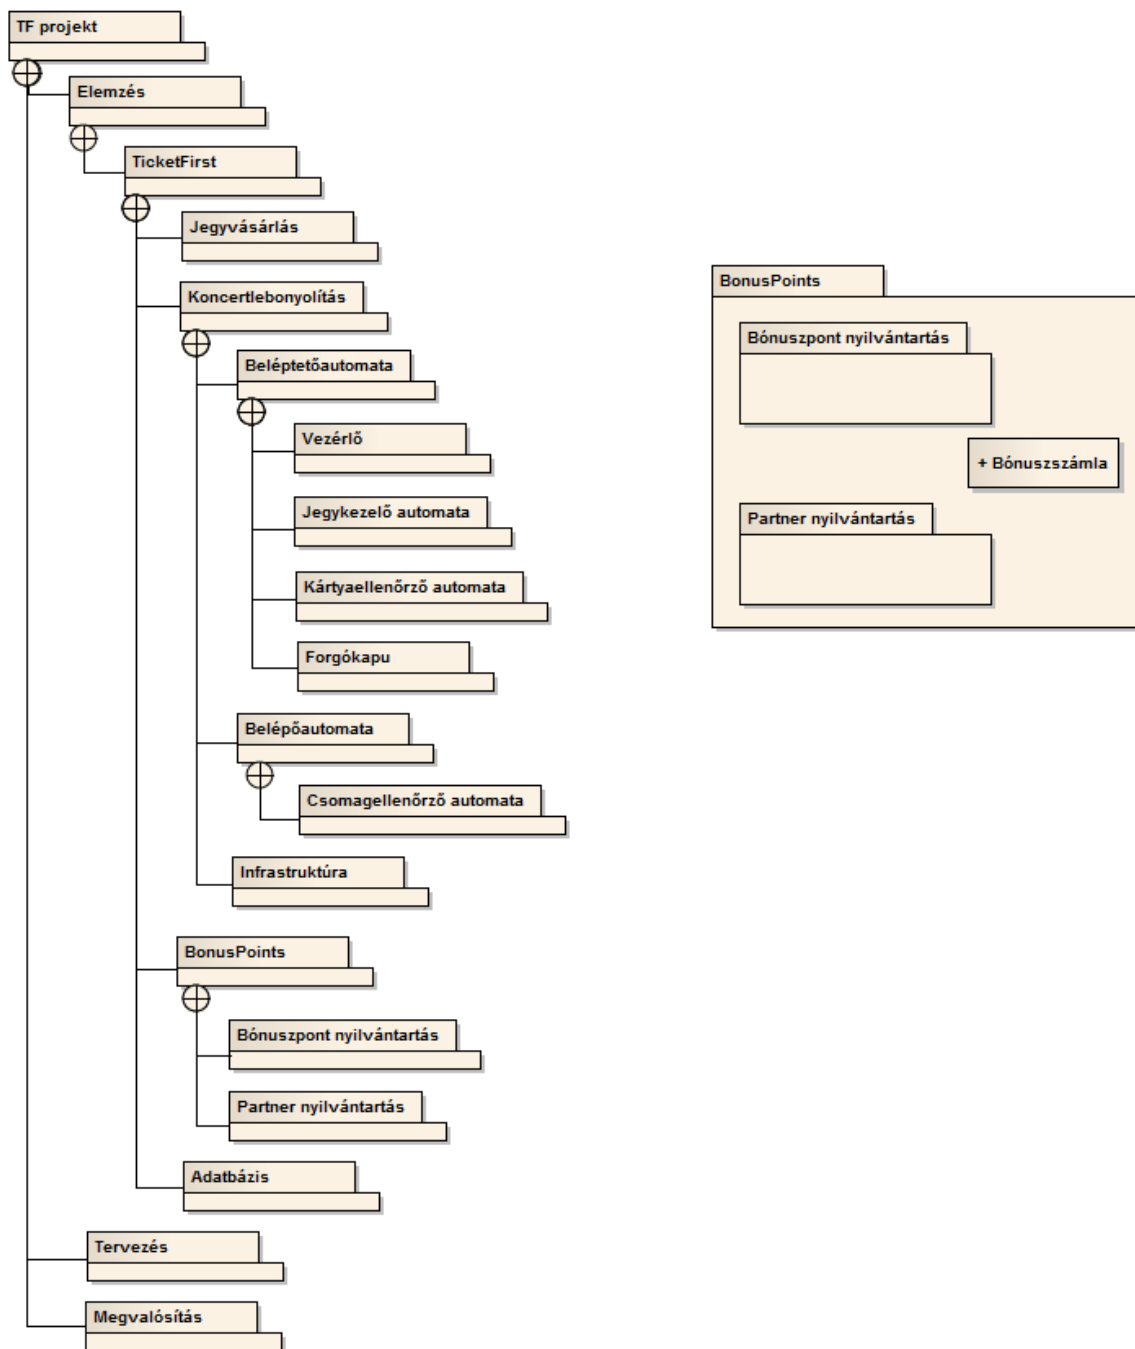 TF projekt
Elemzés
TicketFirst
Jegyvásárlás
Koncertlebonyolítás
Beléptetőautomata
Vezérlő
Jegykezelő automata
Kártyaellenőrző automata
Forgókapu
Belépőautomata
Csomagellenőrző automata
Infrastruktúra
BonusPoints
Bónuszpont nyilvántartás
Partner nyilvántartás
Adatbázis
Tervezés
Megvalósítás
BonusPoints
Bónuszpont nyilvántartás
+ Bónuszszámla
Partner nyilvántartás